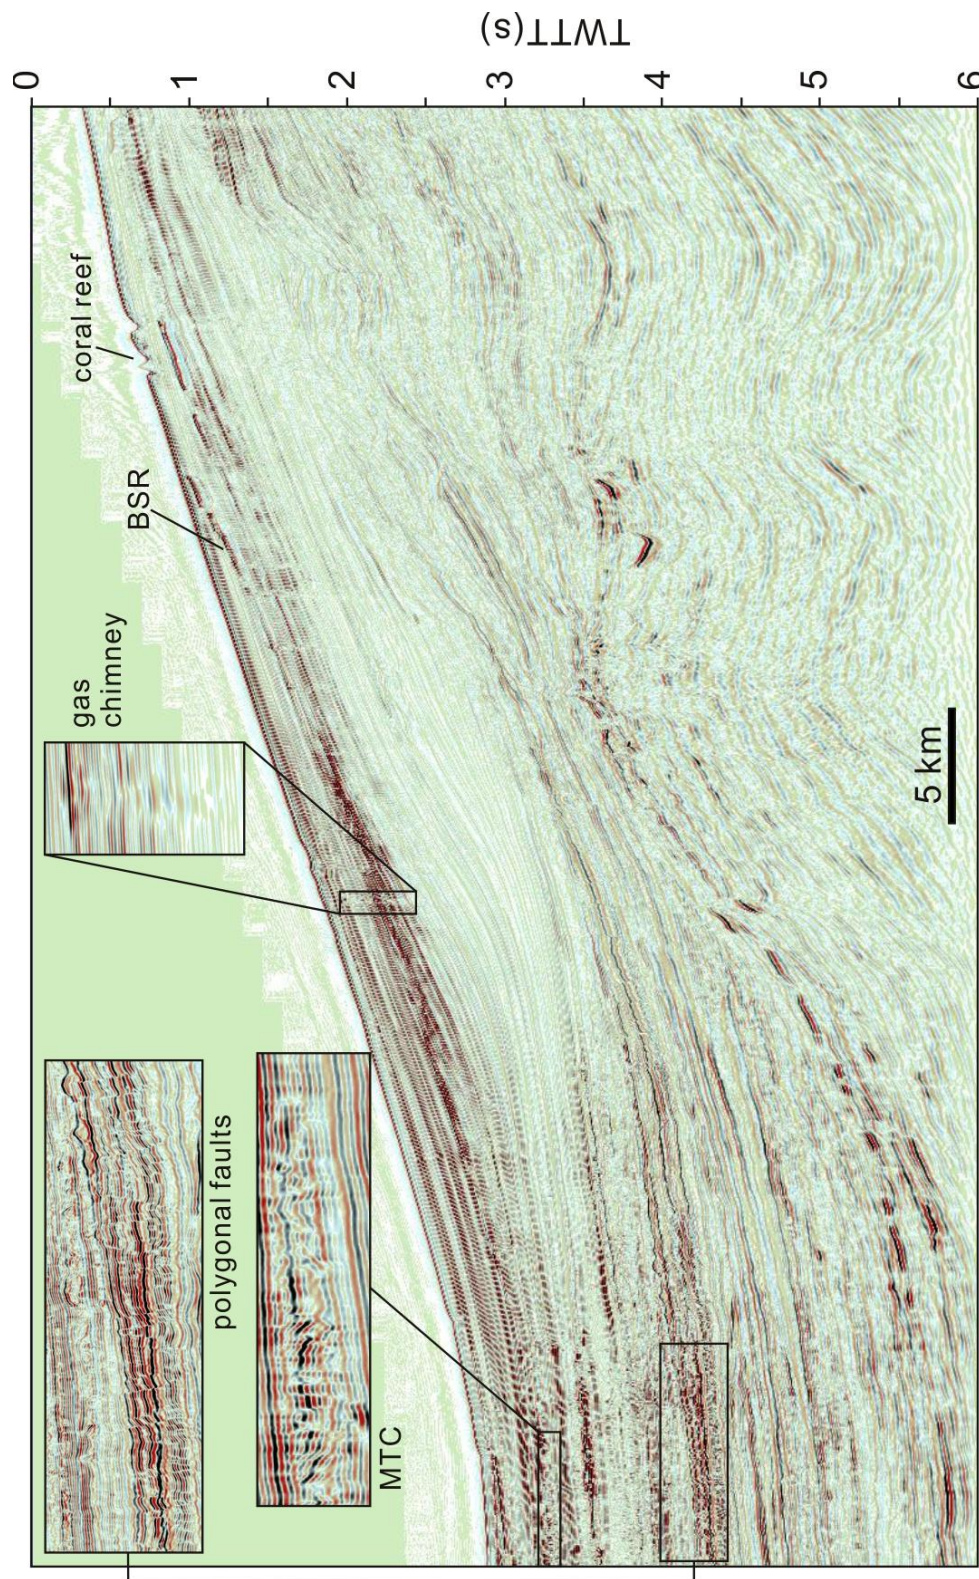 TWTT(s)
0
1
2
3
4
5
6
coral reef
BSR
gas
chimney
polygonal faults
MTC
5 km